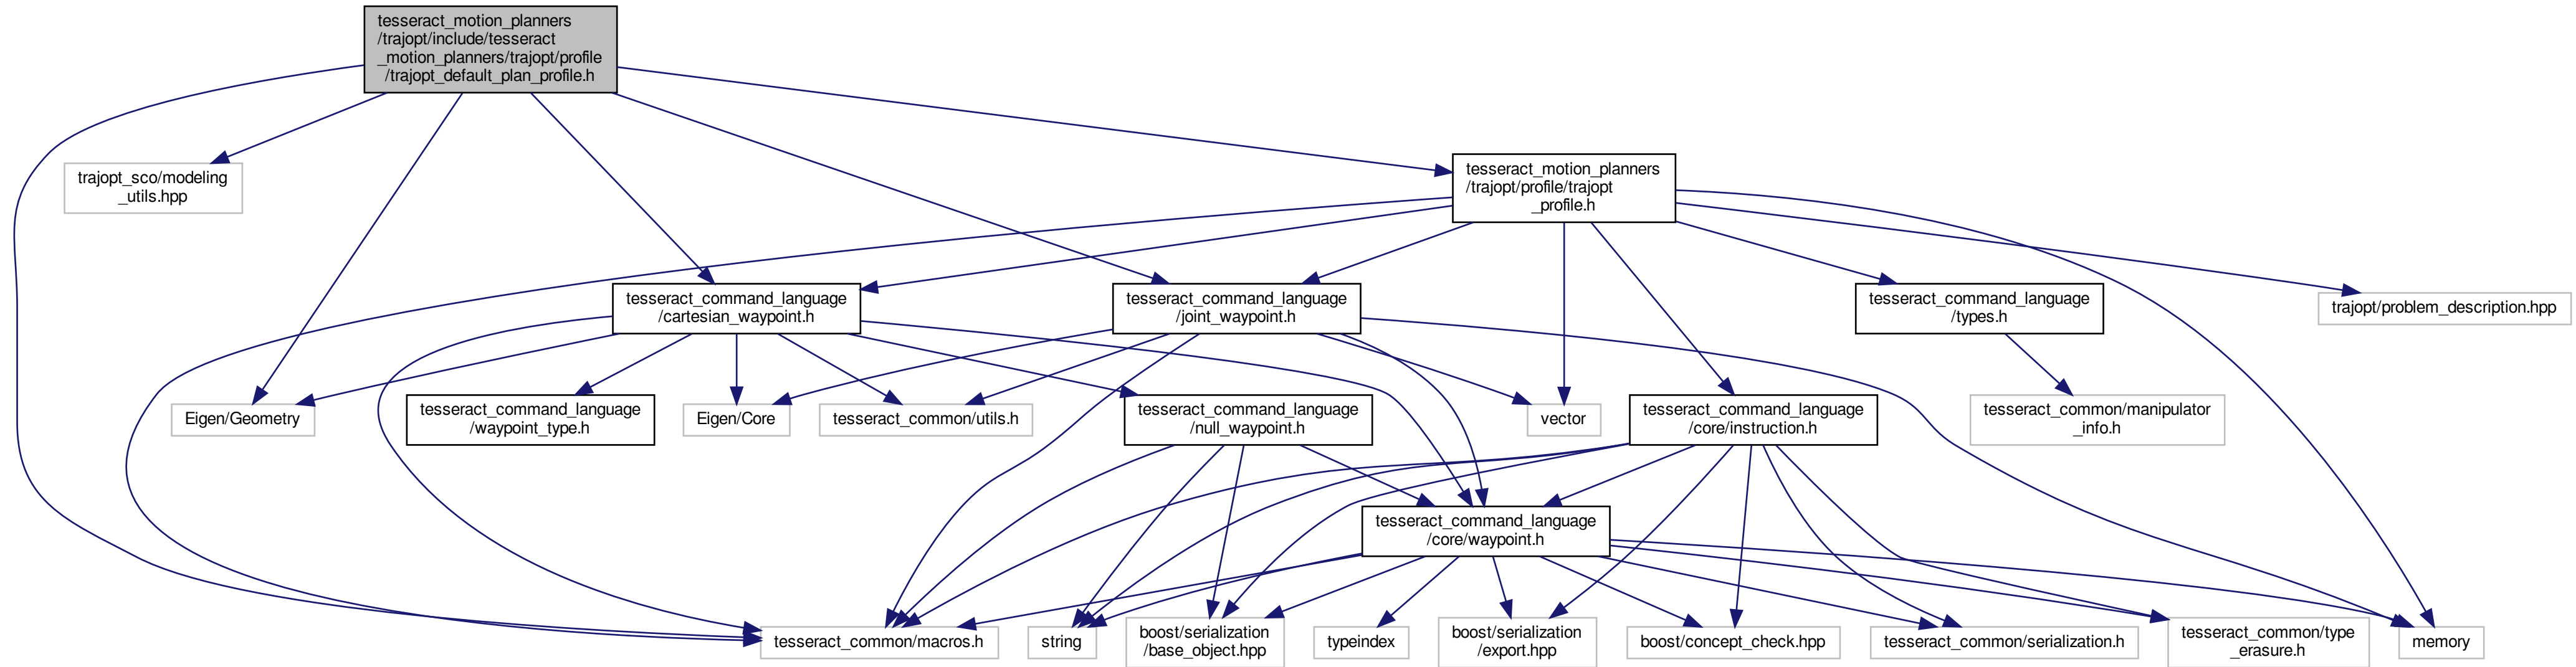 tesseract_motion_planners
/trajopt/include/tesseract
_motion_planners/trajopt/profile
/trajopt_default_plan_profile.h
trajopt_sco/modeling
_utils.hpp
tesseract_motion_planners
/trajopt/profile/trajopt
_profile.h
tesseract_command_language
/cartesian_waypoint.h
tesseract_command_language
/joint_waypoint.h
tesseract_command_language
/types.h
trajopt/problem_description.hpp
Eigen/Geometry
tesseract_command_language
/waypoint_type.h
Eigen/Core
tesseract_common/utils.h
tesseract_command_language
/null_waypoint.h
vector
tesseract_command_language
/core/instruction.h
tesseract_common/manipulator
_info.h
tesseract_command_language
/core/waypoint.h
tesseract_common/macros.h
string
boost/serialization
/base_object.hpp
typeindex
boost/serialization
/export.hpp
boost/concept_check.hpp
tesseract_common/serialization.h
tesseract_common/type
_erasure.h
memory